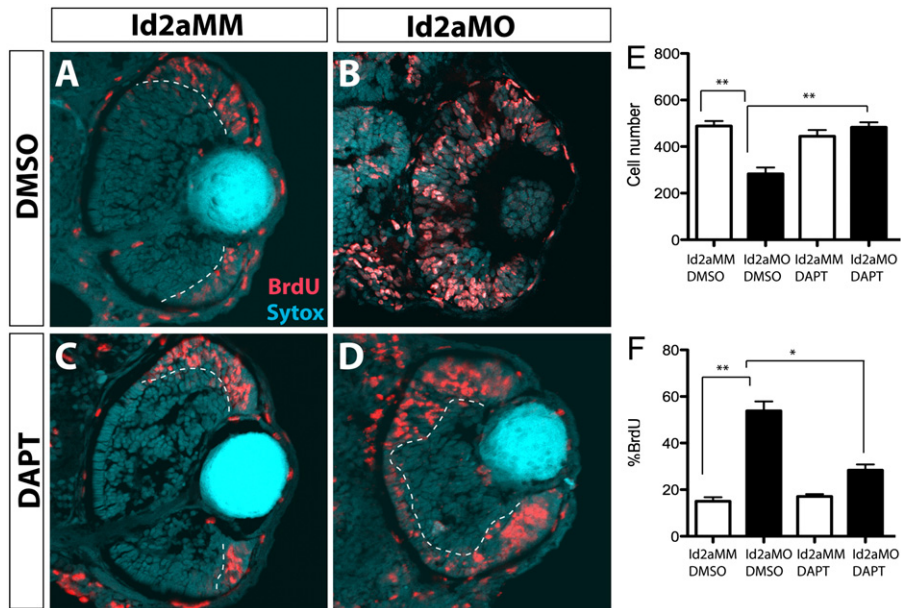 Id2aMM
Id2aMO
DMSO
A
B
BrdU
Sytox
DAPT
C
D
E
Cell number
800
600
400
200
0
**
**
Id2aMM Id2aMO Id2aMM Id2aMO
DMSO DMSO DAPT DAPT
F
%BrdU
80
60
40
20
0
**
*
Id2aMM Id2aMO Id2aMM Id2aMO
DMSO DMSO DAPT DAPT